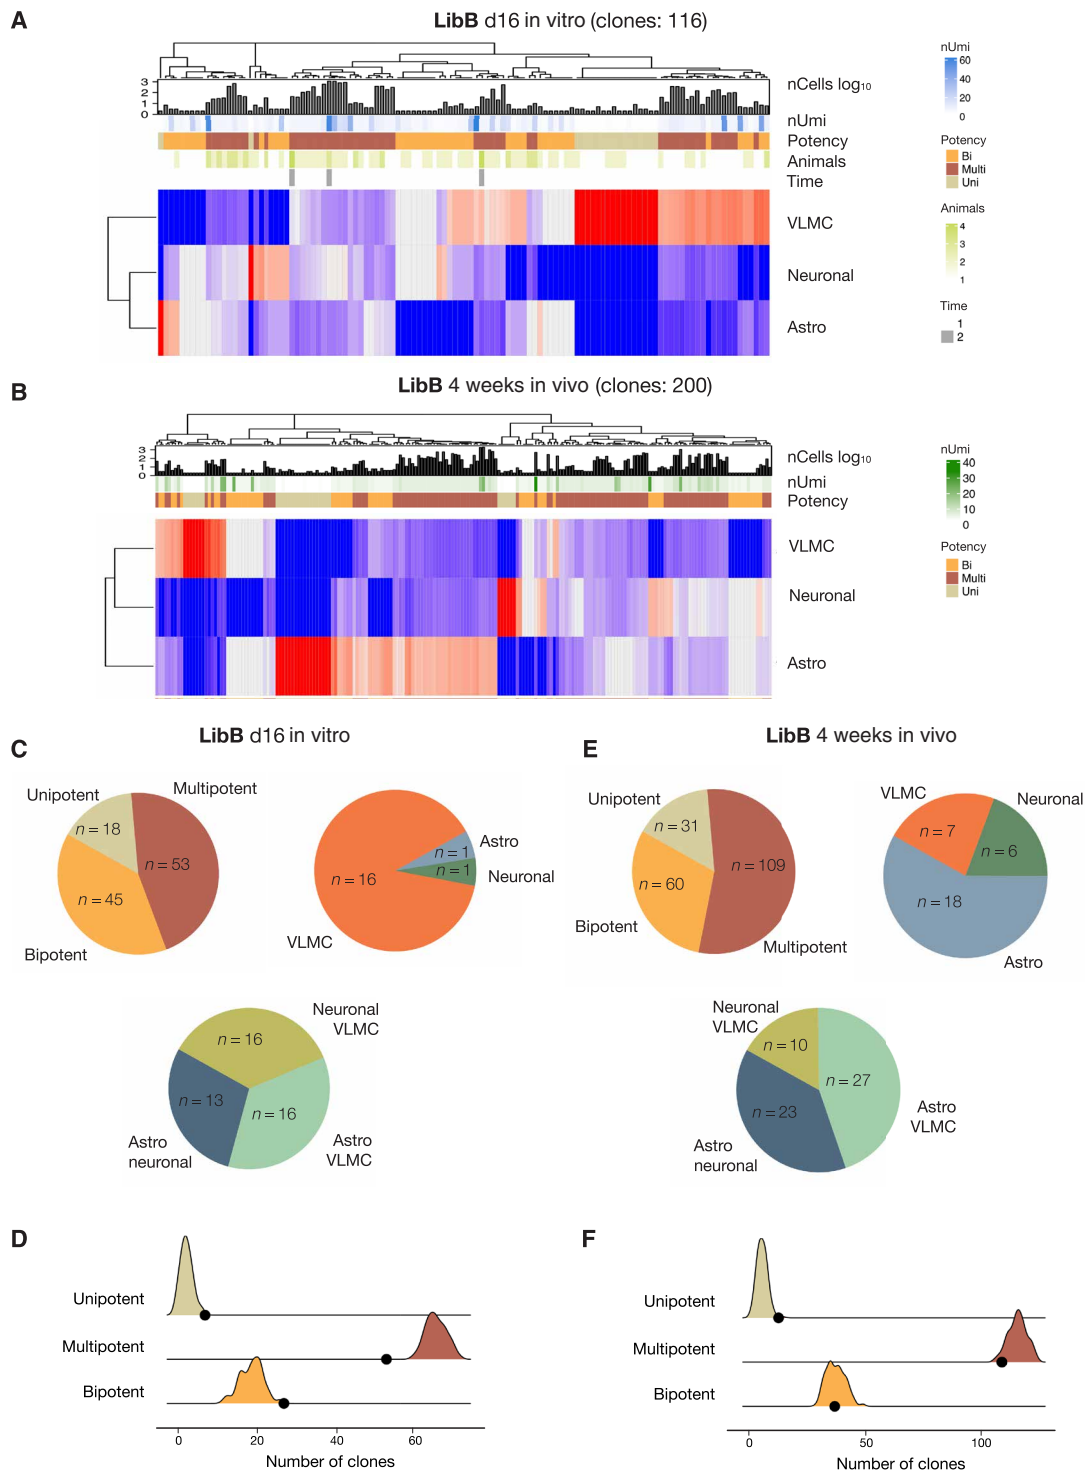 A
LibB d16 in vitro (clones: 116)
3
2
1
0
nCells log10
nUmi
Potency
Animals
Time
VLMC
Neuronal
Astro
nUmi
60
40
20
0
Potency
Bi
Multi
Uni
Animals
4
3
2
1
Time
1
2
B
LibB 4 weeks in vivo (clones: 200)
3
2
1
0
nCells log10
nUmi
Potency
VLMC
Neuronal
Astro
nUmi
40
30
20
10
0
Potency
Bi
Multi
Uni
C
LibB d16 in vitro
Unipotent
Multipotent
n = 18
n = 53
n = 45
Bipotent
Astro
n = 1
n = 1
Neuronal
n = 16
VLMC
Neuronal
VLMC
n = 16
n = 13
n = 16
Astro
neuronal
Astro
VLMC
E
LibB 4 weeks in vivo
Unipotent
n = 31
n = 109
n = 60
Bipotent
Multipotent
VLMC
Neuronal
n = 7
n = 6
n = 18
Astro
Neuronal
VLMC
n = 10
n = 27
n = 23
Astro
VLMC
Astro
neuronal
D
Unipotent
Multipotent
Bipotent
0
20
40
60
Number of clones
F
Unipotent
Multipotent
Bipotent
0
50
100
Number of clones